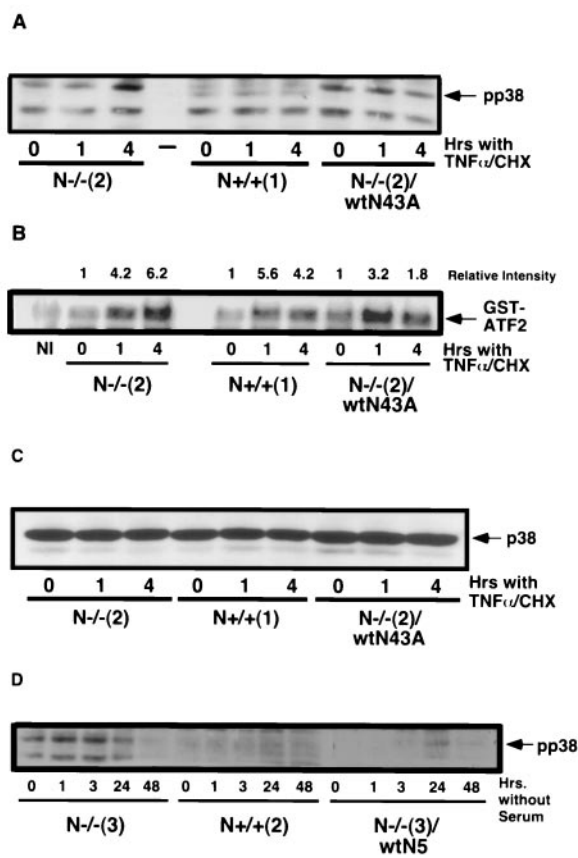 A
pp38
0 1 4 – 0 1 4 0 1 4 Hrs with
TNFα/CHX
N-/-(2) N+/+(1) N-/-(2)/
wtN43A
B
1 4.2 6.2 1 5.6 4.2 1 3.2 1.8 Relative Intensity
GST-
ATF2
NI 0 1 4 0 1 4 0 1 4 Hrs with
TNFα/CHX
N-/-(2) N+/+(1) N-/-(2)/
wtN43A
C
p38
0 1 4 0 1 4 0 1 4 Hrs with
TNFα/CHX
N-/-(2) N+/+(1) N-/-(2)/
wtN43A
D
pp38
0 1 3 24 48 0 1 3 24 48 0 1 3 24 48 Hrs.
without
Serum
N-/-(3) N+/+(2) N-/-(3)/
wtN5